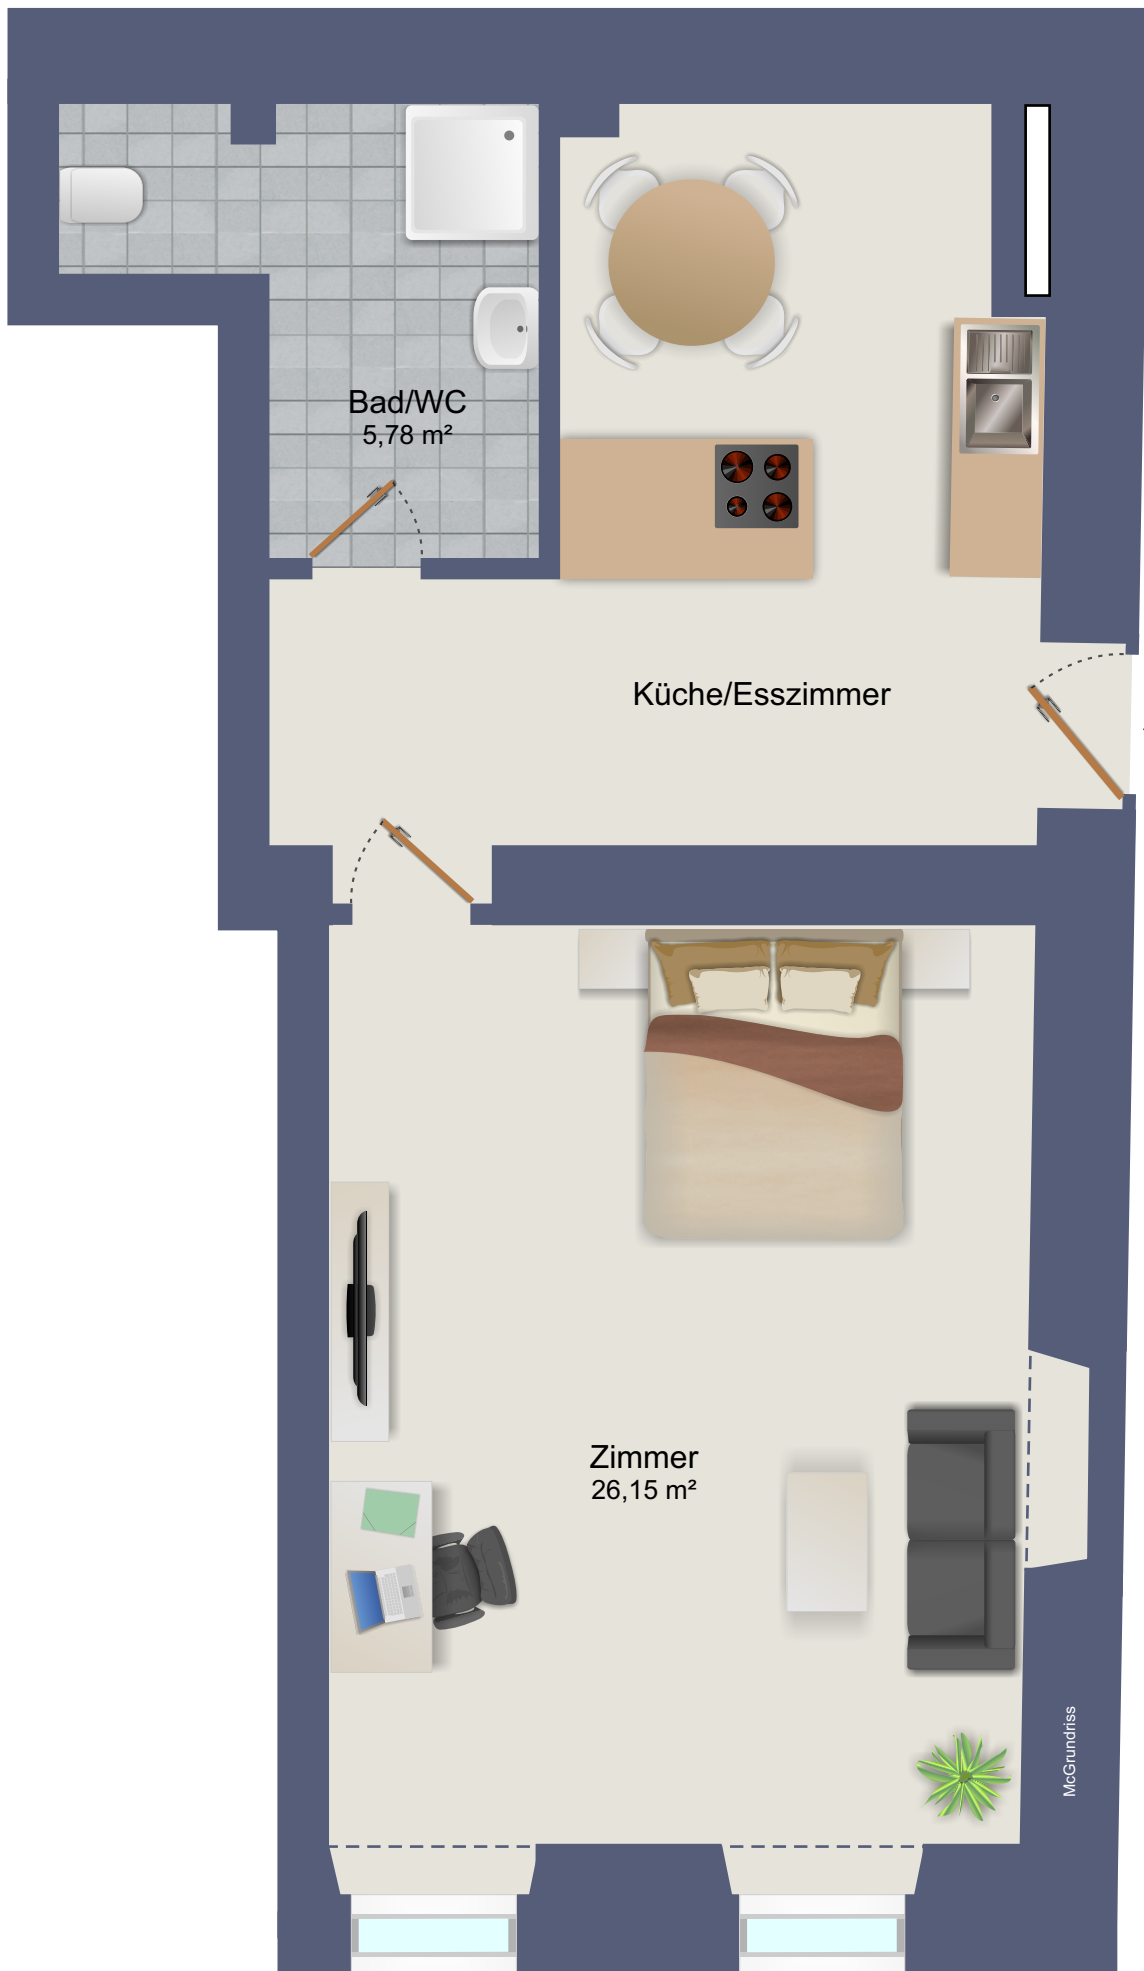 Bad/WC
5,78 m²
Küche/Esszimmer
Zimmer
26,15 m²
McGrundriss